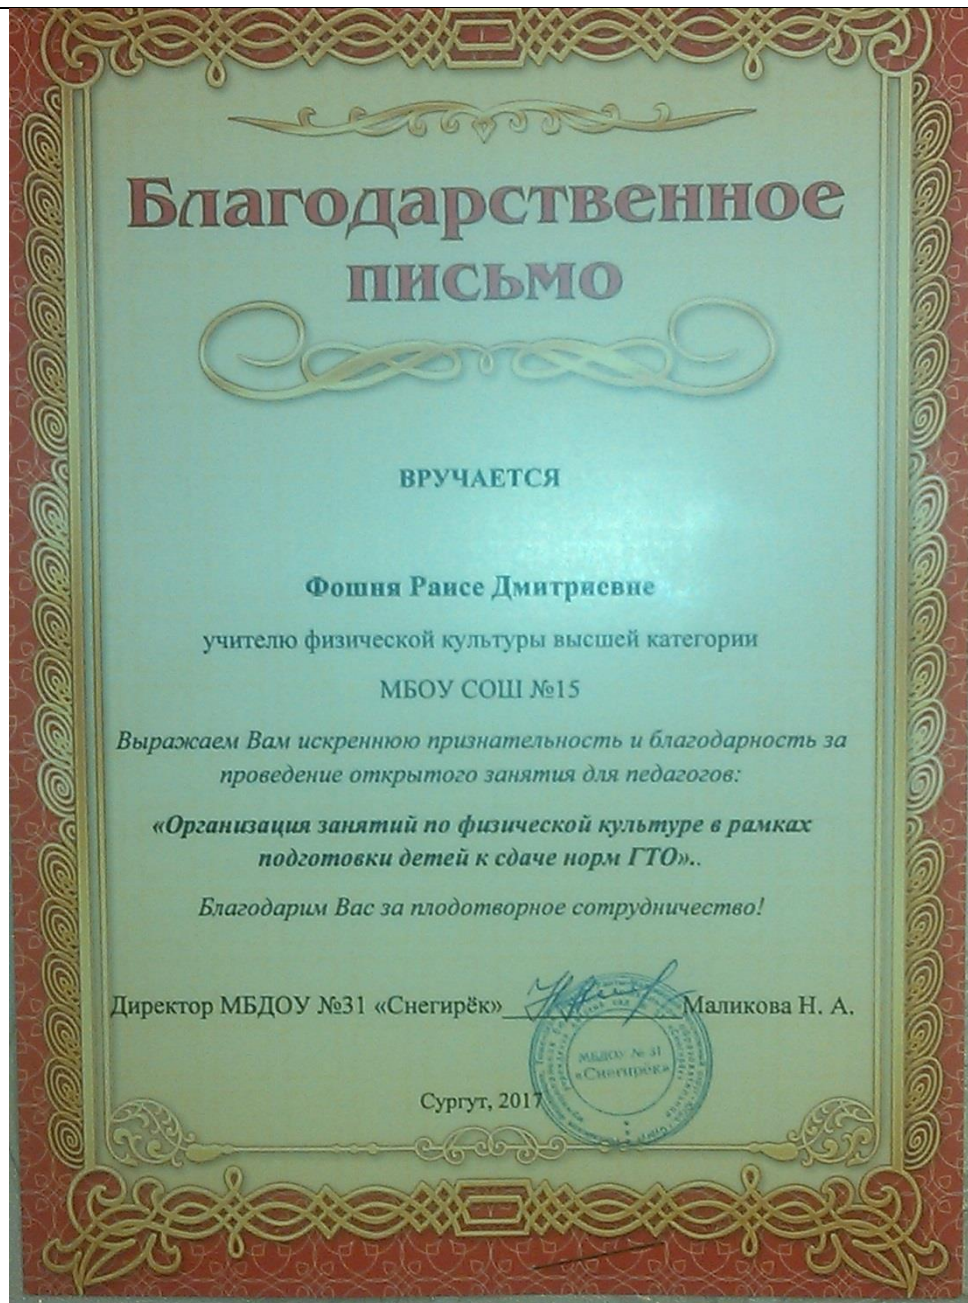 Благодарственное
письмо
ВРУЧАЕТСЯ
Фошня Раисе Дмитриевне
учителю физической культуры высшей категории
МБОУ СОШ №15
Выражаем Вам искреннюю признательность и благодарность за
проведение открытого занятия для педагогов:
«Организация занятий по физической культуре в рамках
подготовки детей к сдаче норм ГТО»..
Благодарим Вас за плодотворное сотрудничество!
Директор МБДОУ №31 «Снегирёк» Маликова Н. А.
МБДОУ № 31
«Снегирёк»
Сургут, 2017